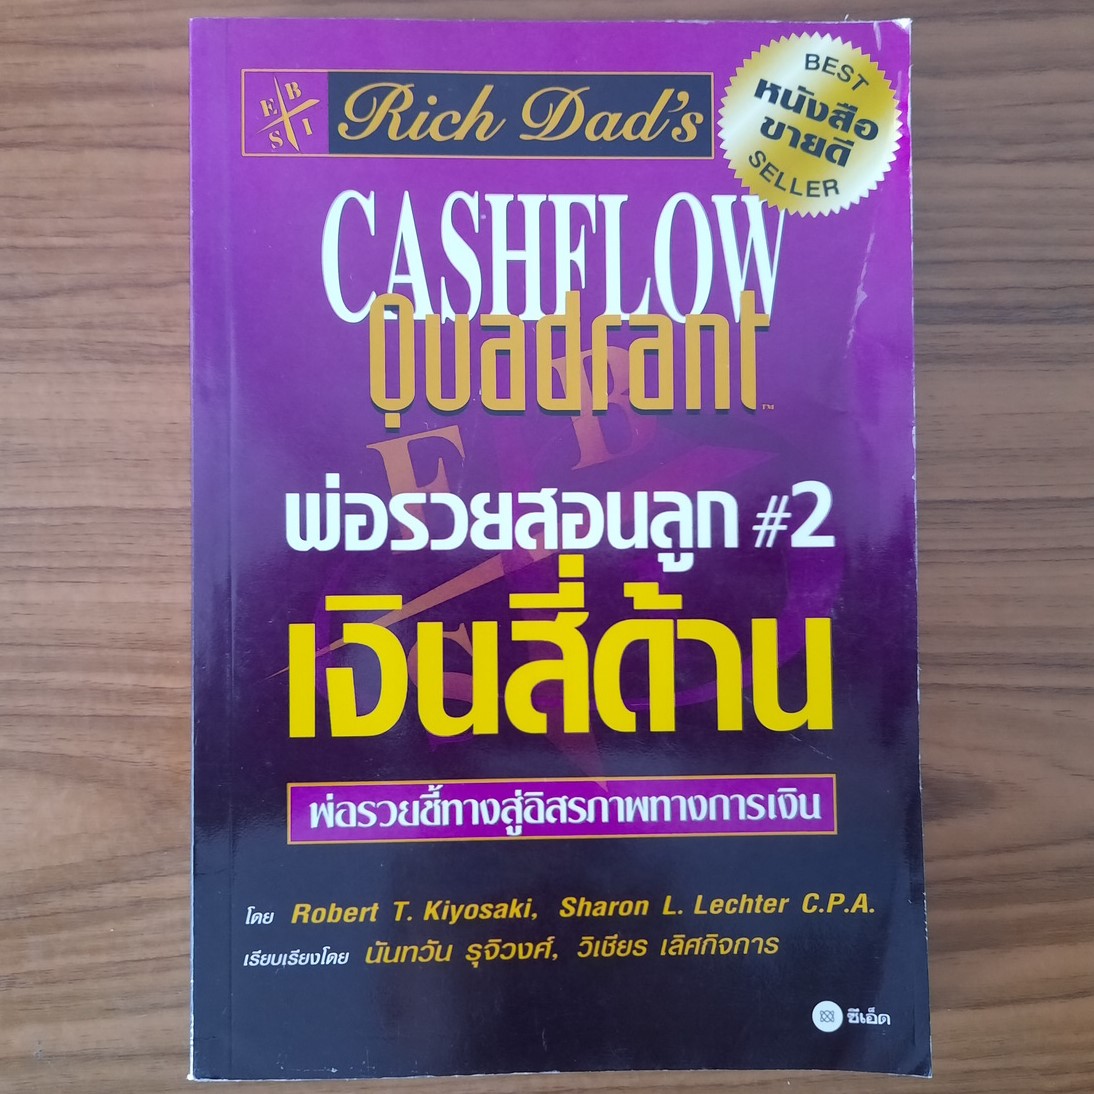 E B
S I
Rich Dad's
BEST
หนังสือ
ขายดี
SELLER
CASHFLOW
Quadrant™
E B
S
พ่อรวยสอนลูก #2
เงินสี่ด้าน
พ่อรวยชี้ทางสู่อิสรภาพทางการเงิน
โดย Robert T. Kiyosaki, Sharon L. Lechter C.P.A.
เรียบเรียงโดย นันทวัน รุจิวงศ์, วิเชียร เลิศกิจการ
ซีเอ็ด